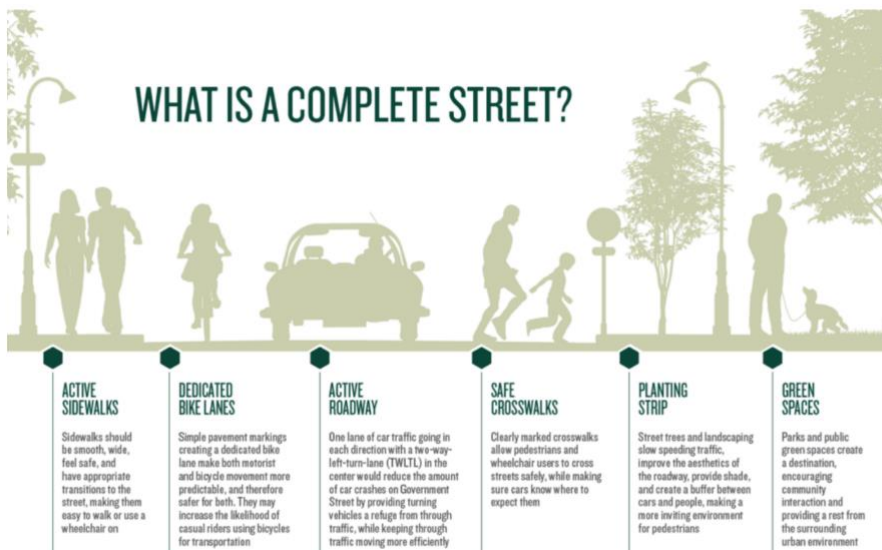 WHAT IS A COMPLETE STREET?
ACTIVE
SIDEWALKS
Sidewalks should
be smooth, wide,
feel safe, and
have appropriate
transitions to the
street, making them
easy to walk or use a
wheelchair on
DEDICATED
BIKE LANES
Simple pavement markings
creating a dedicated bike
lane make both motorist
and bicycle movement more
predictable, and therefore
safer for both. They may
increase the likelihood of
casual riders using bicycles
for transportation
ACTIVE
ROADWAY
One lane of car traffic going in
each direction with a two-way-
left-turn-lane (TWLTL) in the
center would reduce the amount
of car crashes on Government
Street by providing turning
vehicles a refuge from through
traffic, while keeping through
traffic moving more efficiently
SAFE
CROSSWALKS
Clearly marked crosswalks
allow pedestrians and
wheelchair users to cross
streets safely, while making
sure cars know where to
expect them
PLANTING
STRIP
Street trees and landscaping
slow speeding traffic,
improve the aesthetics of
the roadway, provide shade,
and create a buffer between
cars and people, making a
more inviting environment
for pedestrians
GREEN
SPACES
Parks and public
green spaces create
a destination,
encouraging
community
interaction and
providing a rest from
the surrounding
urban environment